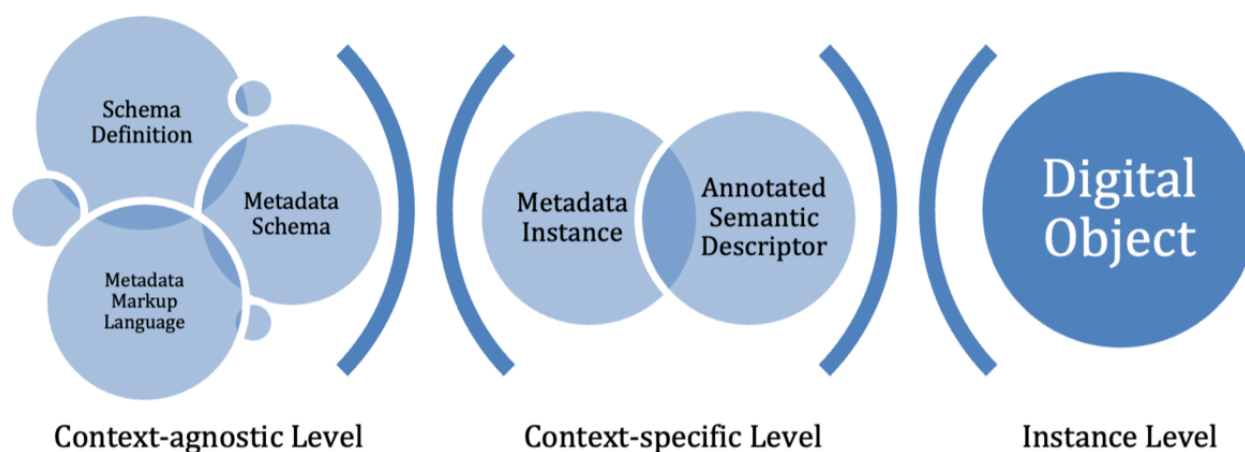 Schema
Definition
Metadata
Schema
Metadata
Markup
Language
Metadata
Instance
Annotated
Semantic
Descriptor
Digital
Object
Context-agnostic Level
Context-specific Level
Instance Level